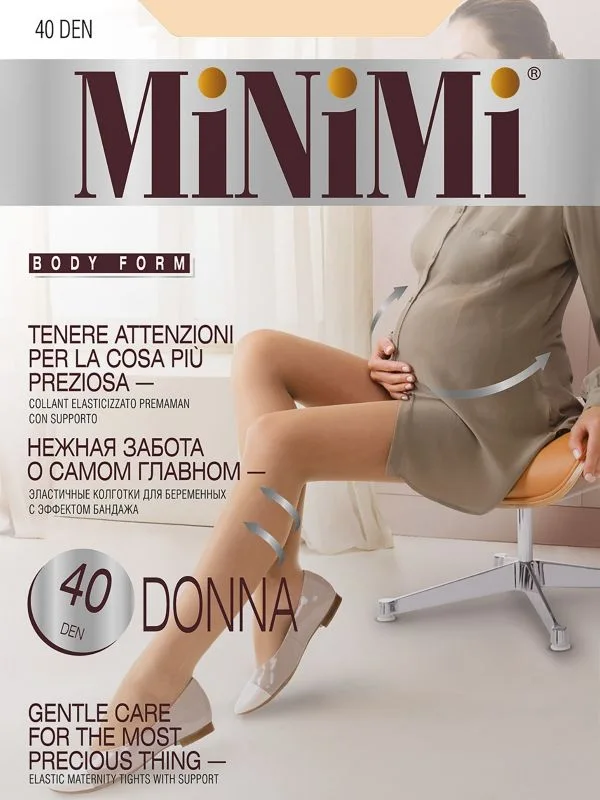 40 DEN
MiNiMi®
BODY FORM
TENERE ATTENZIONI
PER LA COSA PIÙ
PREZIOSA —
COLLANT ELASTICIZZATO PREMAMAN
CON SUPPORTO
НЕЖНАЯ ЗАБОТА
О САМОМ ГЛАВНОМ —
ЭЛАСТИЧНЫЕ КОЛГОТКИ ДЛЯ БЕРЕМЕННЫХ
С ЭФФЕКТОМ БАНДАЖА
40
DEN
DONNA
GENTLE CARE
FOR THE MOST
PRECIOUS THING —
ELASTIC MATERNITY TIGHTS WITH SUPPORT